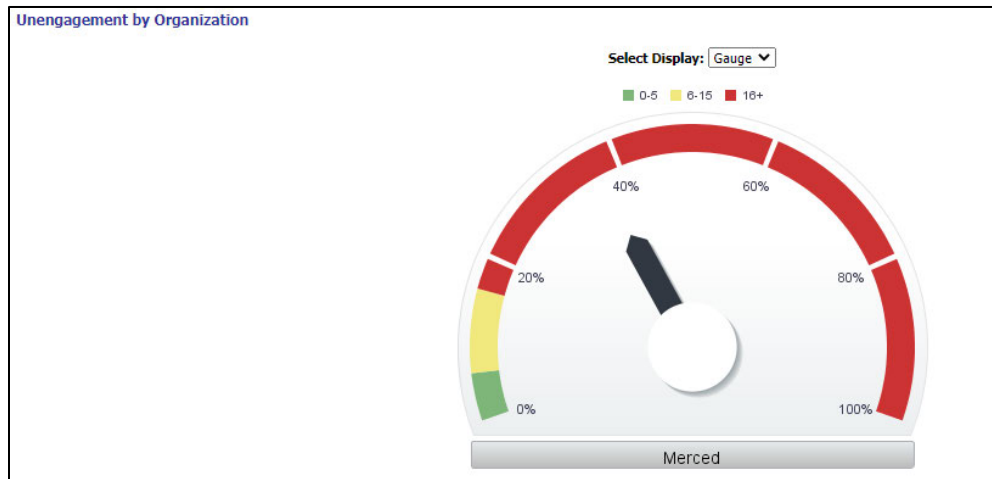 Unengagement by Organization
Select Display: Gauge
0-5 6-15 16+
40% 60%
20% 80%
0% 100%
Merced